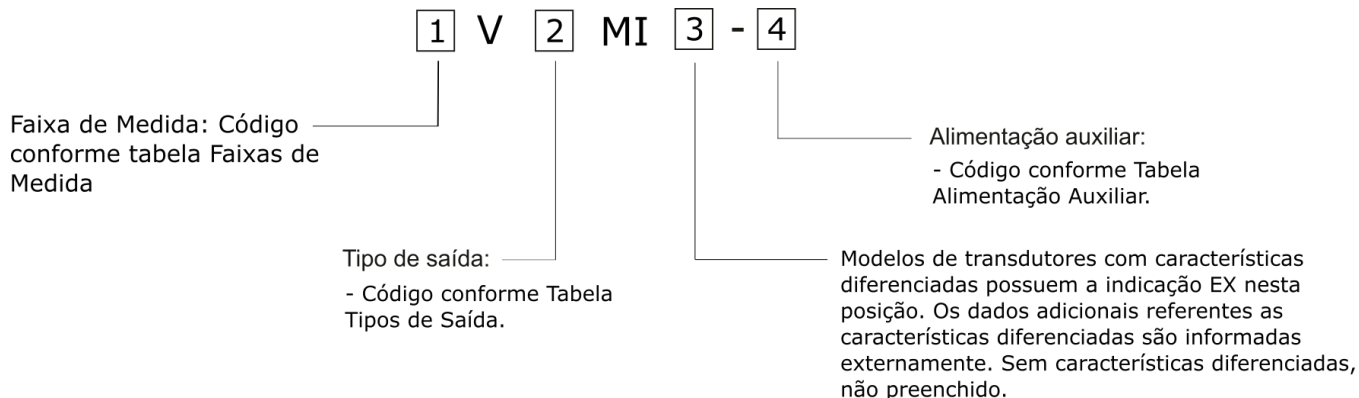 1 V 2 MI 3 - 4
Faixa de Medida: Código
conforme tabela Faixas de
Medida
Alimentação auxiliar:
- Código conforme Tabela
Alimentação Auxiliar.
Tipo de saída:
- Código conforme Tabela
Tipos de Saída.
Modelos de transdutores com características
diferenciadas possuem a indicação EX nesta
posição. Os dados adicionais referentes as
características diferenciadas são informadas
externamente. Sem características diferenciadas,
não preenchido.